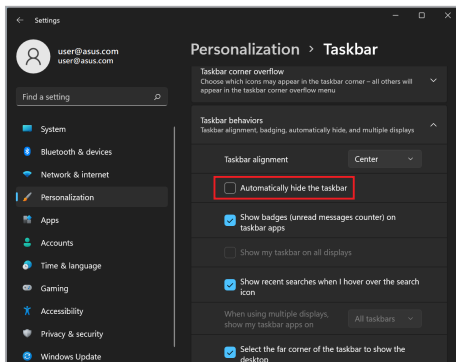 Settings
user@asus.com
user@asus.com
Find a setting
System
Bluetooth & devices
Network & internet
Personalization
Apps
Accounts
Time & language
Gaming
Accessibility
Privacy & security
Windows Update
Personalization > Taskbar
Taskbar corner overflow
Choose which icons may appear in the taskbar corner – all others will
appear in the taskbar corner overflow menu
Taskbar behaviors
Taskbar alignment, badging, automatically hide, and multiple displays
Taskbar alignment
Center
Automatically hide the taskbar
Show badges (unread messages counter) on
taskbar apps
Show my taskbar on all displays
Show recent searches when I hover over the search
icon
When using multiple displays,
show my taskbar apps on
All taskbars
Select the far corner of the taskbar to show the
desktop